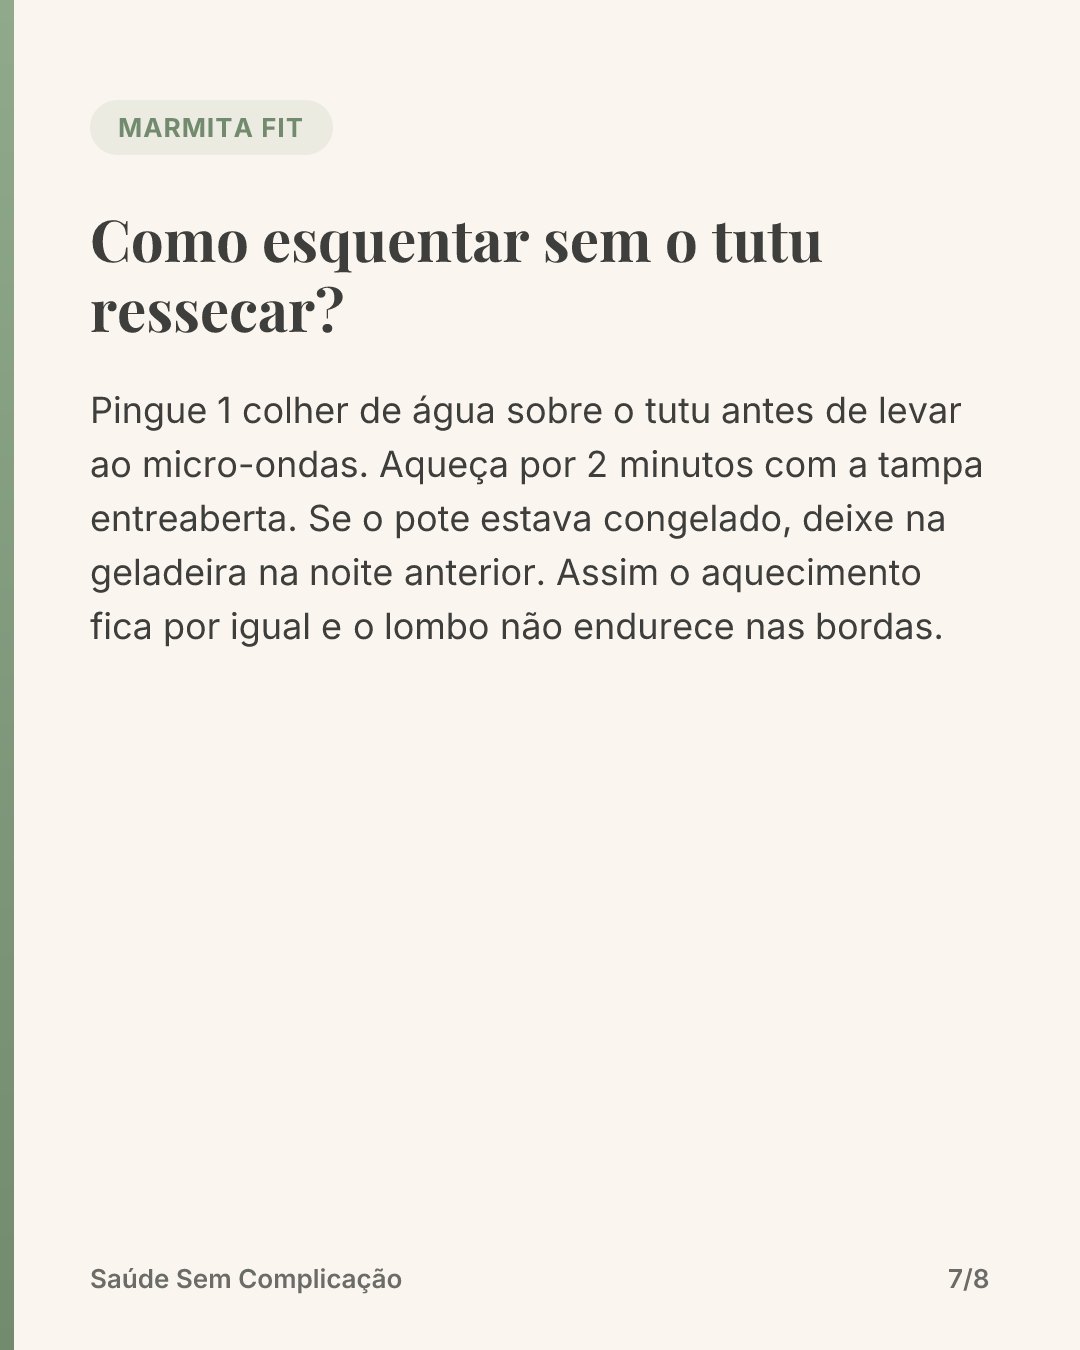 MARMITA FIT
Como esquentar sem o tutu
ressecar?
Pingue 1 colher de água sobre o tutu antes de levar
ao micro-ondas. Aqueça por 2 minutos com a tampa
entreaberta. Se o pote estava congelado, deixe na
geladeira na noite anterior. Assim o aquecimento
fica por igual e o lombo não endurece nas bordas.
Saúde Sem Complicação
7/8